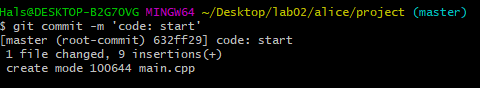 Hals@DESKTOP-B2G7OVG MINGW64 ~/Desktop/lab02/alice/project (master)
$ git commit -m 'code: start'
[master (root-commit) 632ff29] code: start
 1 file changed, 9 insertions(+)
 create mode 100644 main.cpp